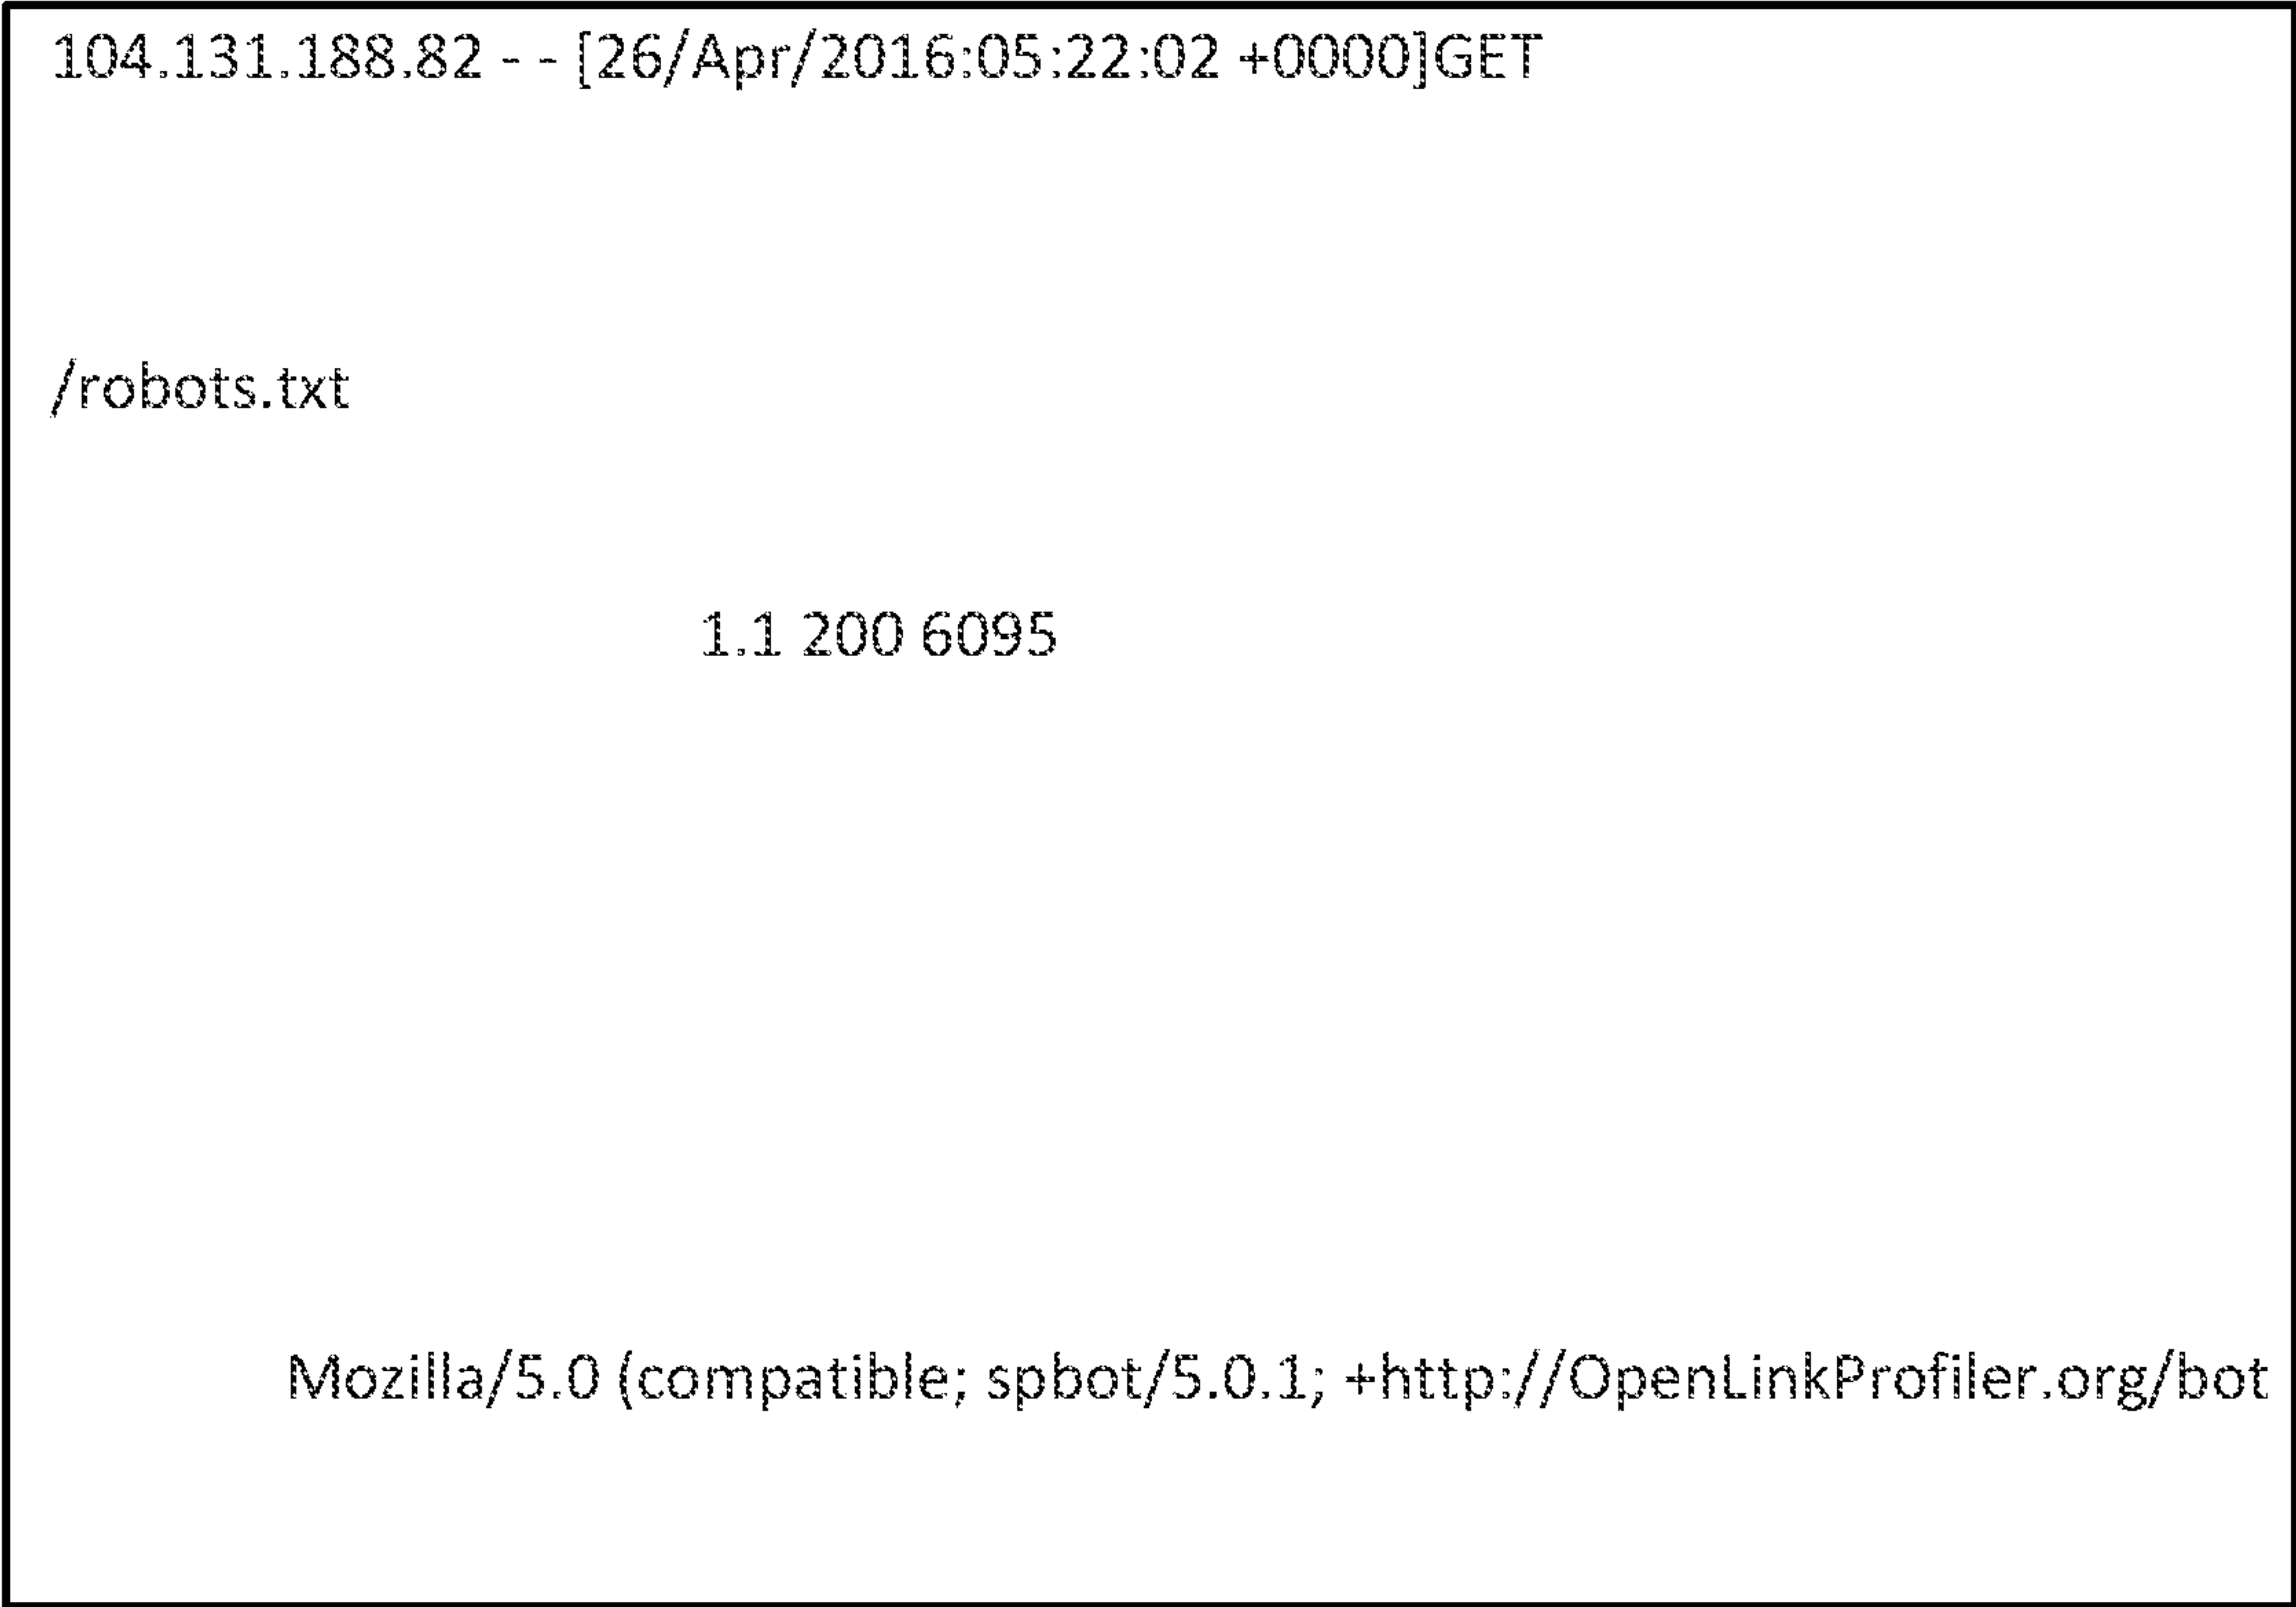 104.131.188.82 - - [26/Apr/2016:05:22:02 +0000]GET
/robots.txt
1.1 200 6095
Mozilla/5.0 (compatible; spbot/5.0.1; +http://OpenLinkProfiler.org/bot